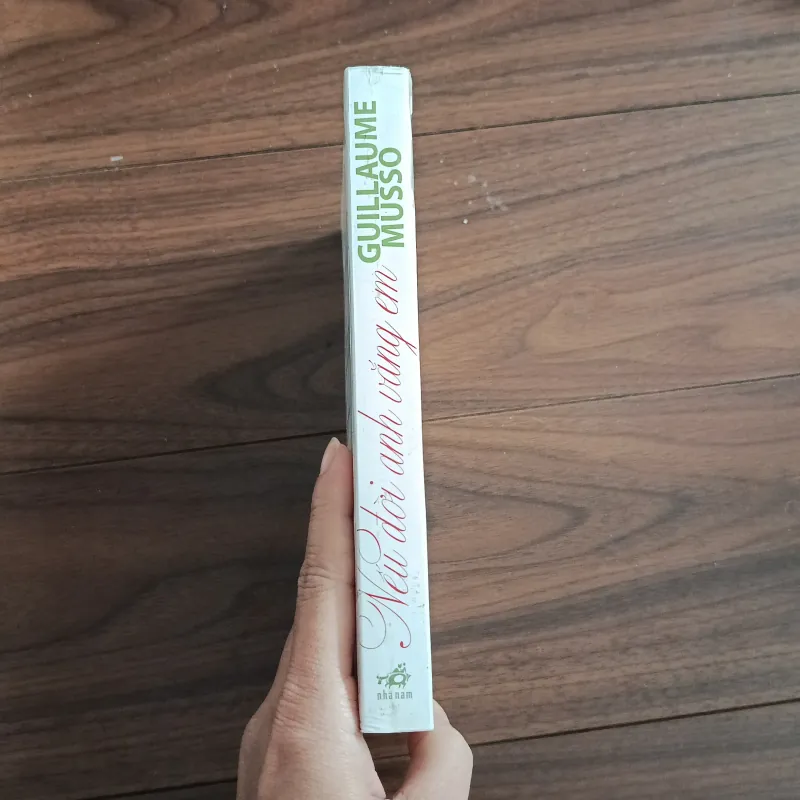 GUILLAUME
MUSSO
Nếu đời anh vắng em
nhã nam